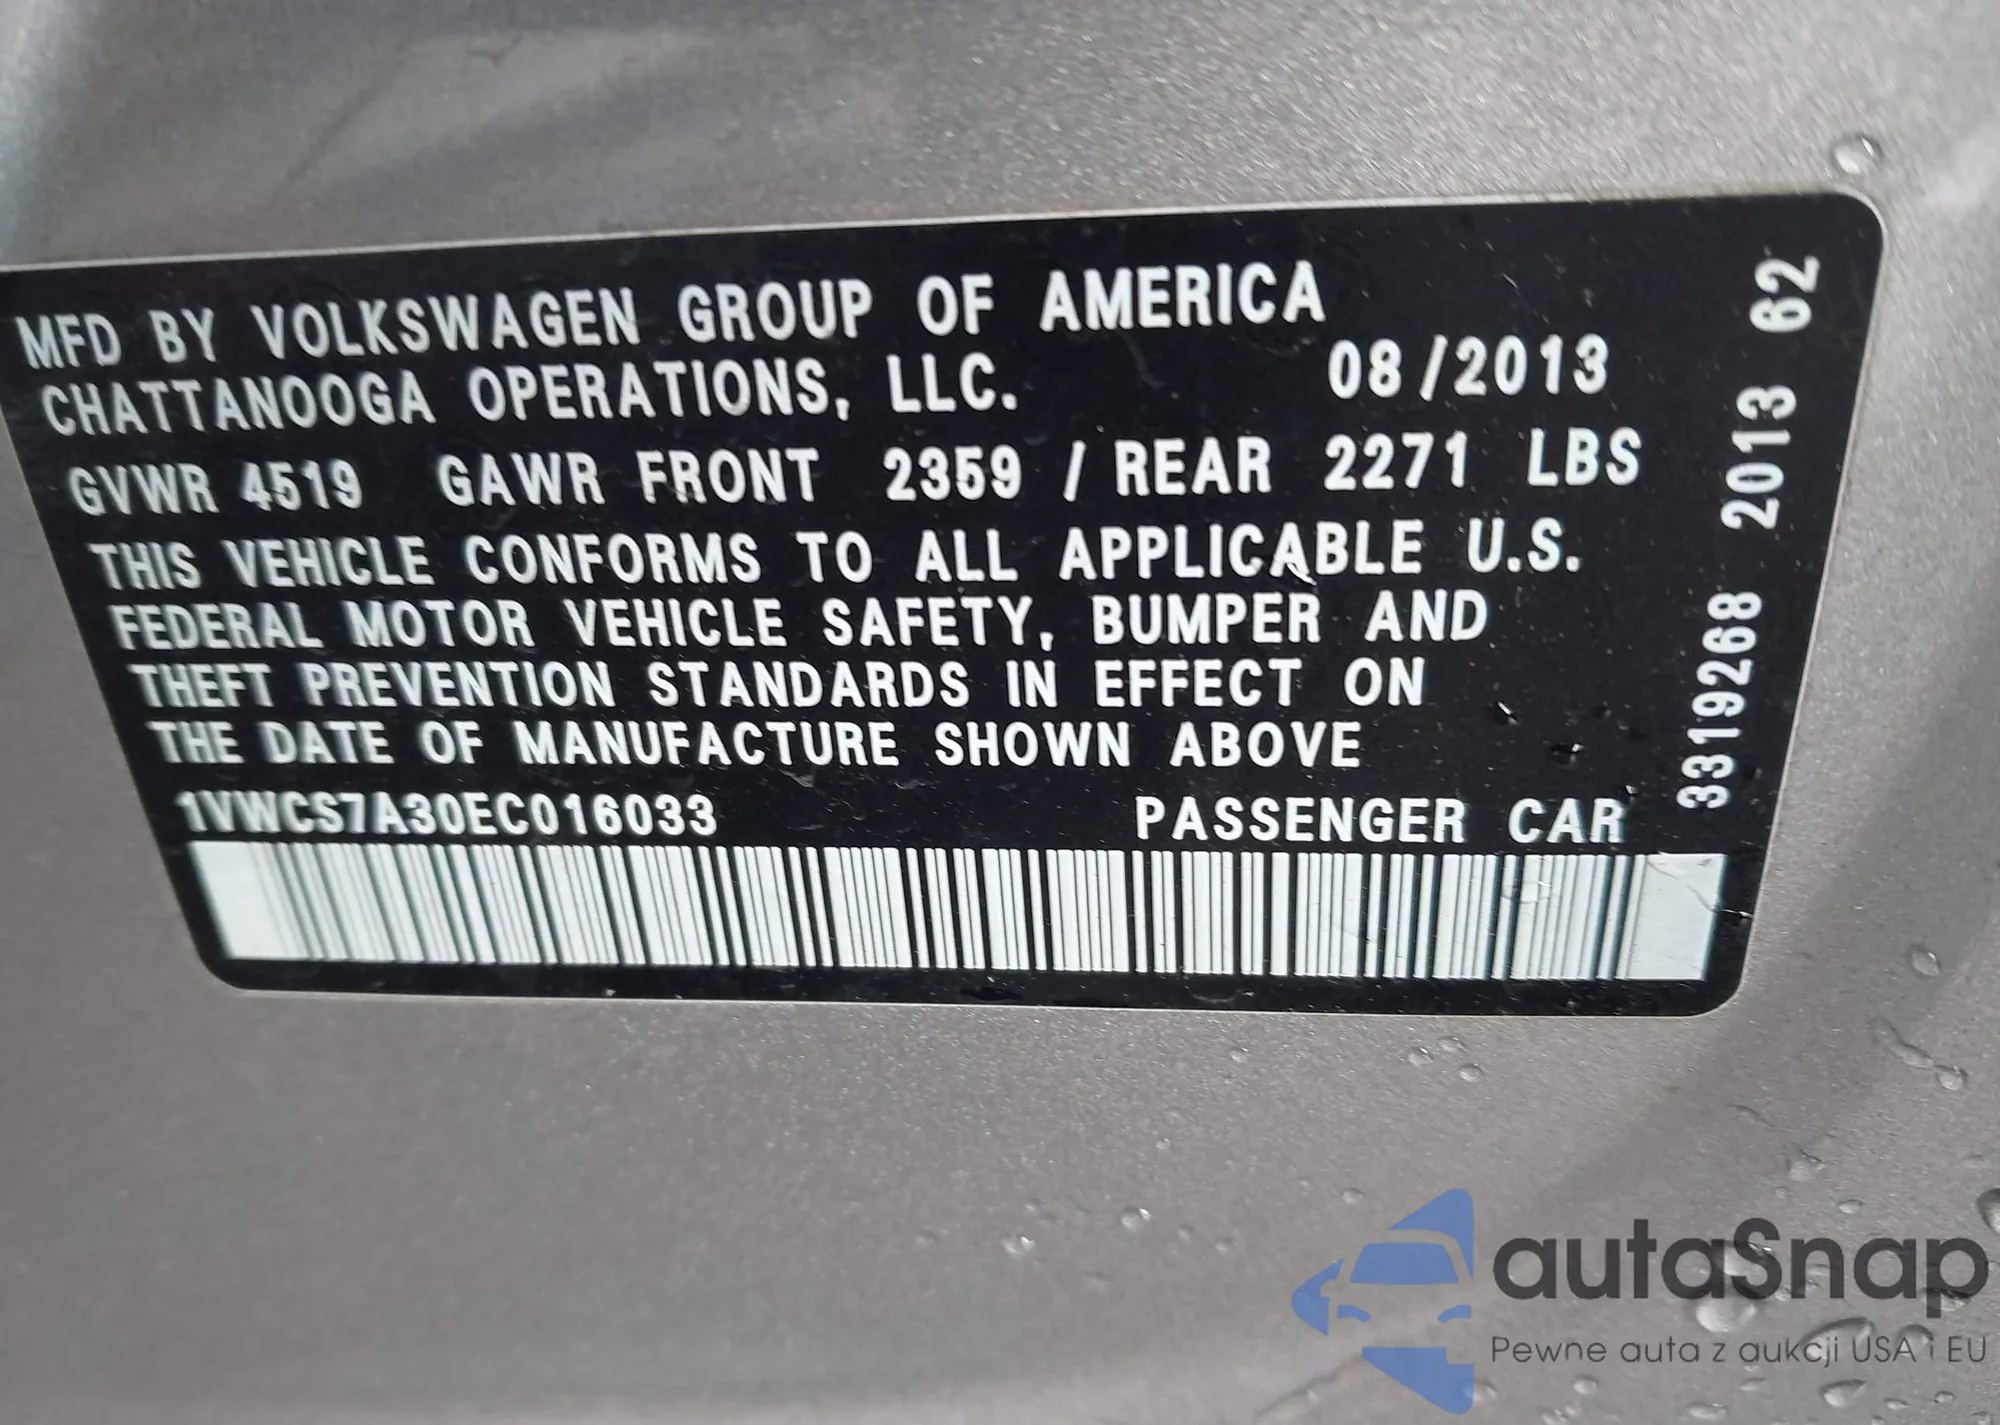 MFD BY VOLKSWAGEN GROUP OF AMERICA
CHATTANOOGA OPERATIONS, LLC. 08/2013
GVWR 4519 GAWR FRONT 2359 / REAR 2271 LBS
THIS VEHICLE CONFORMS TO ALL APPLICABLE U.S.
FEDERAL MOTOR VEHICLE SAFETY, BUMPER AND
THEFT PREVENTION STANDARDS IN EFFECT ON
THE DATE OF MANUFACTURE SHOWN ABOVE
1VWCS7A30EC016033 PASSENGER CAR
3319268 2013 62
autaSnap
Pewne auta z aukcji USA i EU